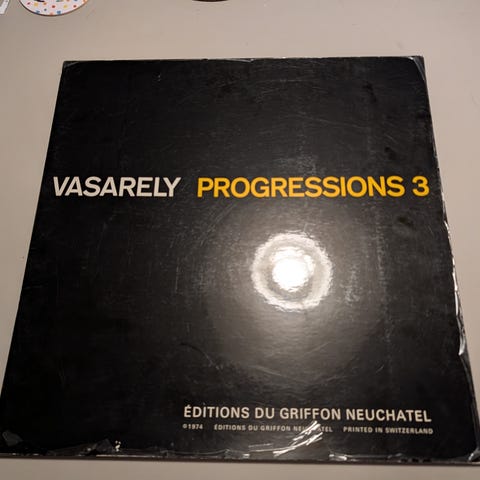 VASARELY PROGRESSIONS 3
ÉDITIONS DU GRIFFON NEUCHATEL
©1974 ÉDITIONS DU GRIFFON NEUCHATEL PRINTED IN SWITZERLAND